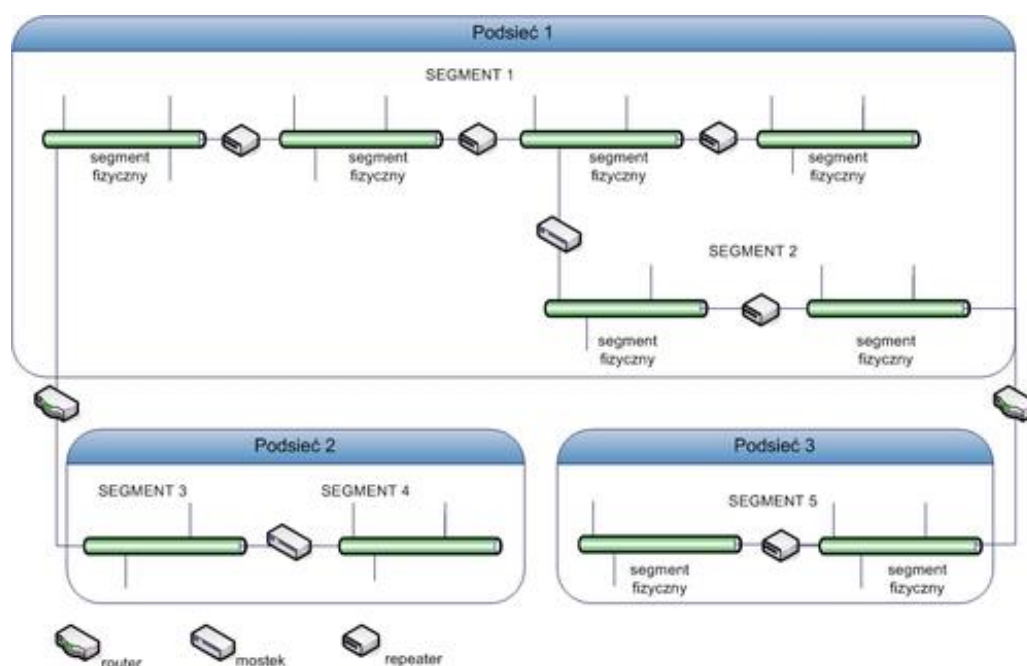 Podsieć 1
SEGMENT 1
segment
fizyczny
segment
fizyczny
segment
fizyczny
segment
fizyczny
SEGMENT 2
segment
fizyczny
segment
fizyczny
Podsieć 2
SEGMENT 3
SEGMENT 4
Podsieć 3
SEGMENT 5
segment
fizyczny
segment
fizyczny
router
mostek
repeater